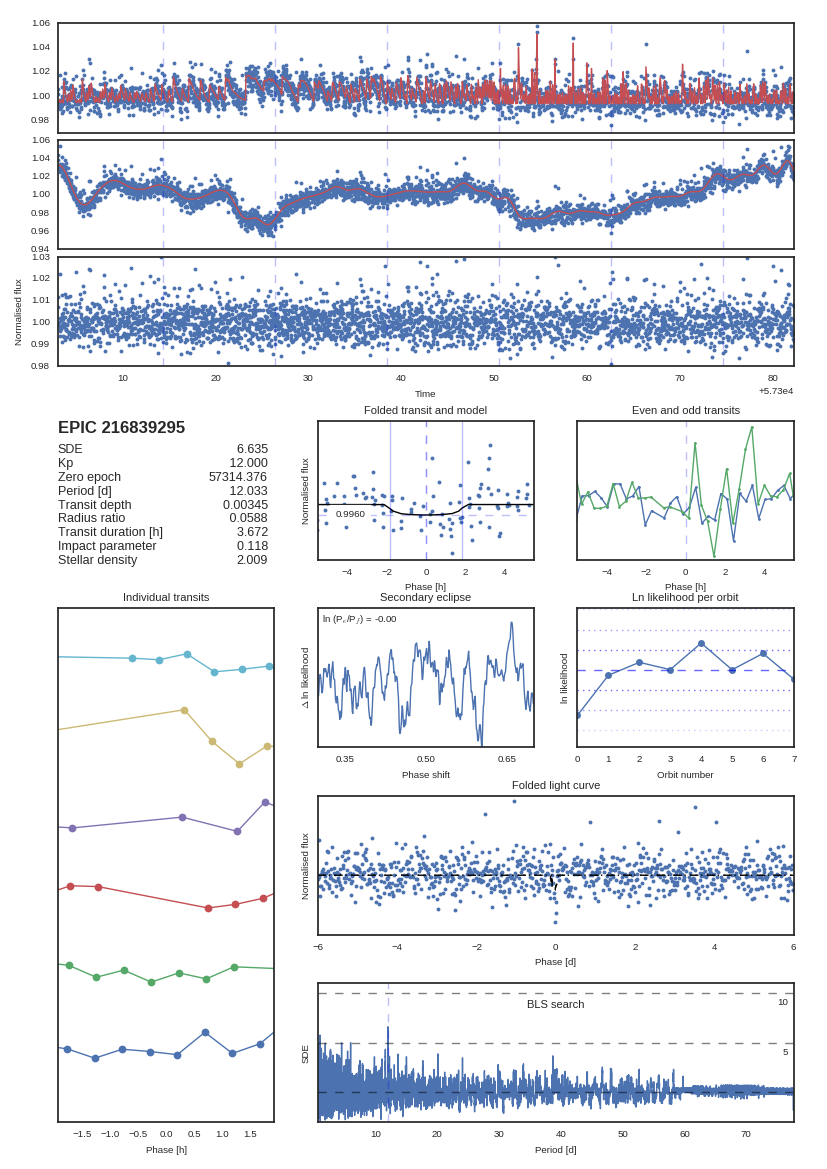 1.06
1.04
1.02
1.00
0.98
1.06
1.04
1.02
1.00
0.98
0.96
0.94
1.03
1.02
1.01
1.00
0.99
0.98
Normalised flux
10 20 30 40 50 60 70 80
Time
+5.73e4
EPIC 216839295
SDE 6.635
Kp 12.000
Zero epoch 57314.376
Period [d] 12.033
Transit depth 0.00345
Radius ratio 0.0588
Transit duration [h] 3.672
Impact parameter 0.118
Stellar density 2.009
Folded transit and model
Normalised flux
0.9960
−4 −2 0 2 4
Phase [h]
Even and odd transits
−4 −2 0 2 4
Phase [h]
Individual transits
−1.5 −1.0 −0.5 0.0 0.5 1.0 1.5
Phase [h]
Secondary eclipse
ln (Pₑ/P𝒻) = -0.00
Δ ln likelihood
0.35 0.50 0.65
Phase shift
Ln likelihood per orbit
ln likelihood
0 1 2 3 4 5 6 7
Orbit number
Folded light curve
Normalised flux
−6 −4 −2 0 2 4 6
Phase [d]
BLS search
10
5
SDE
10 20 30 40 50 60 70
Period [d]